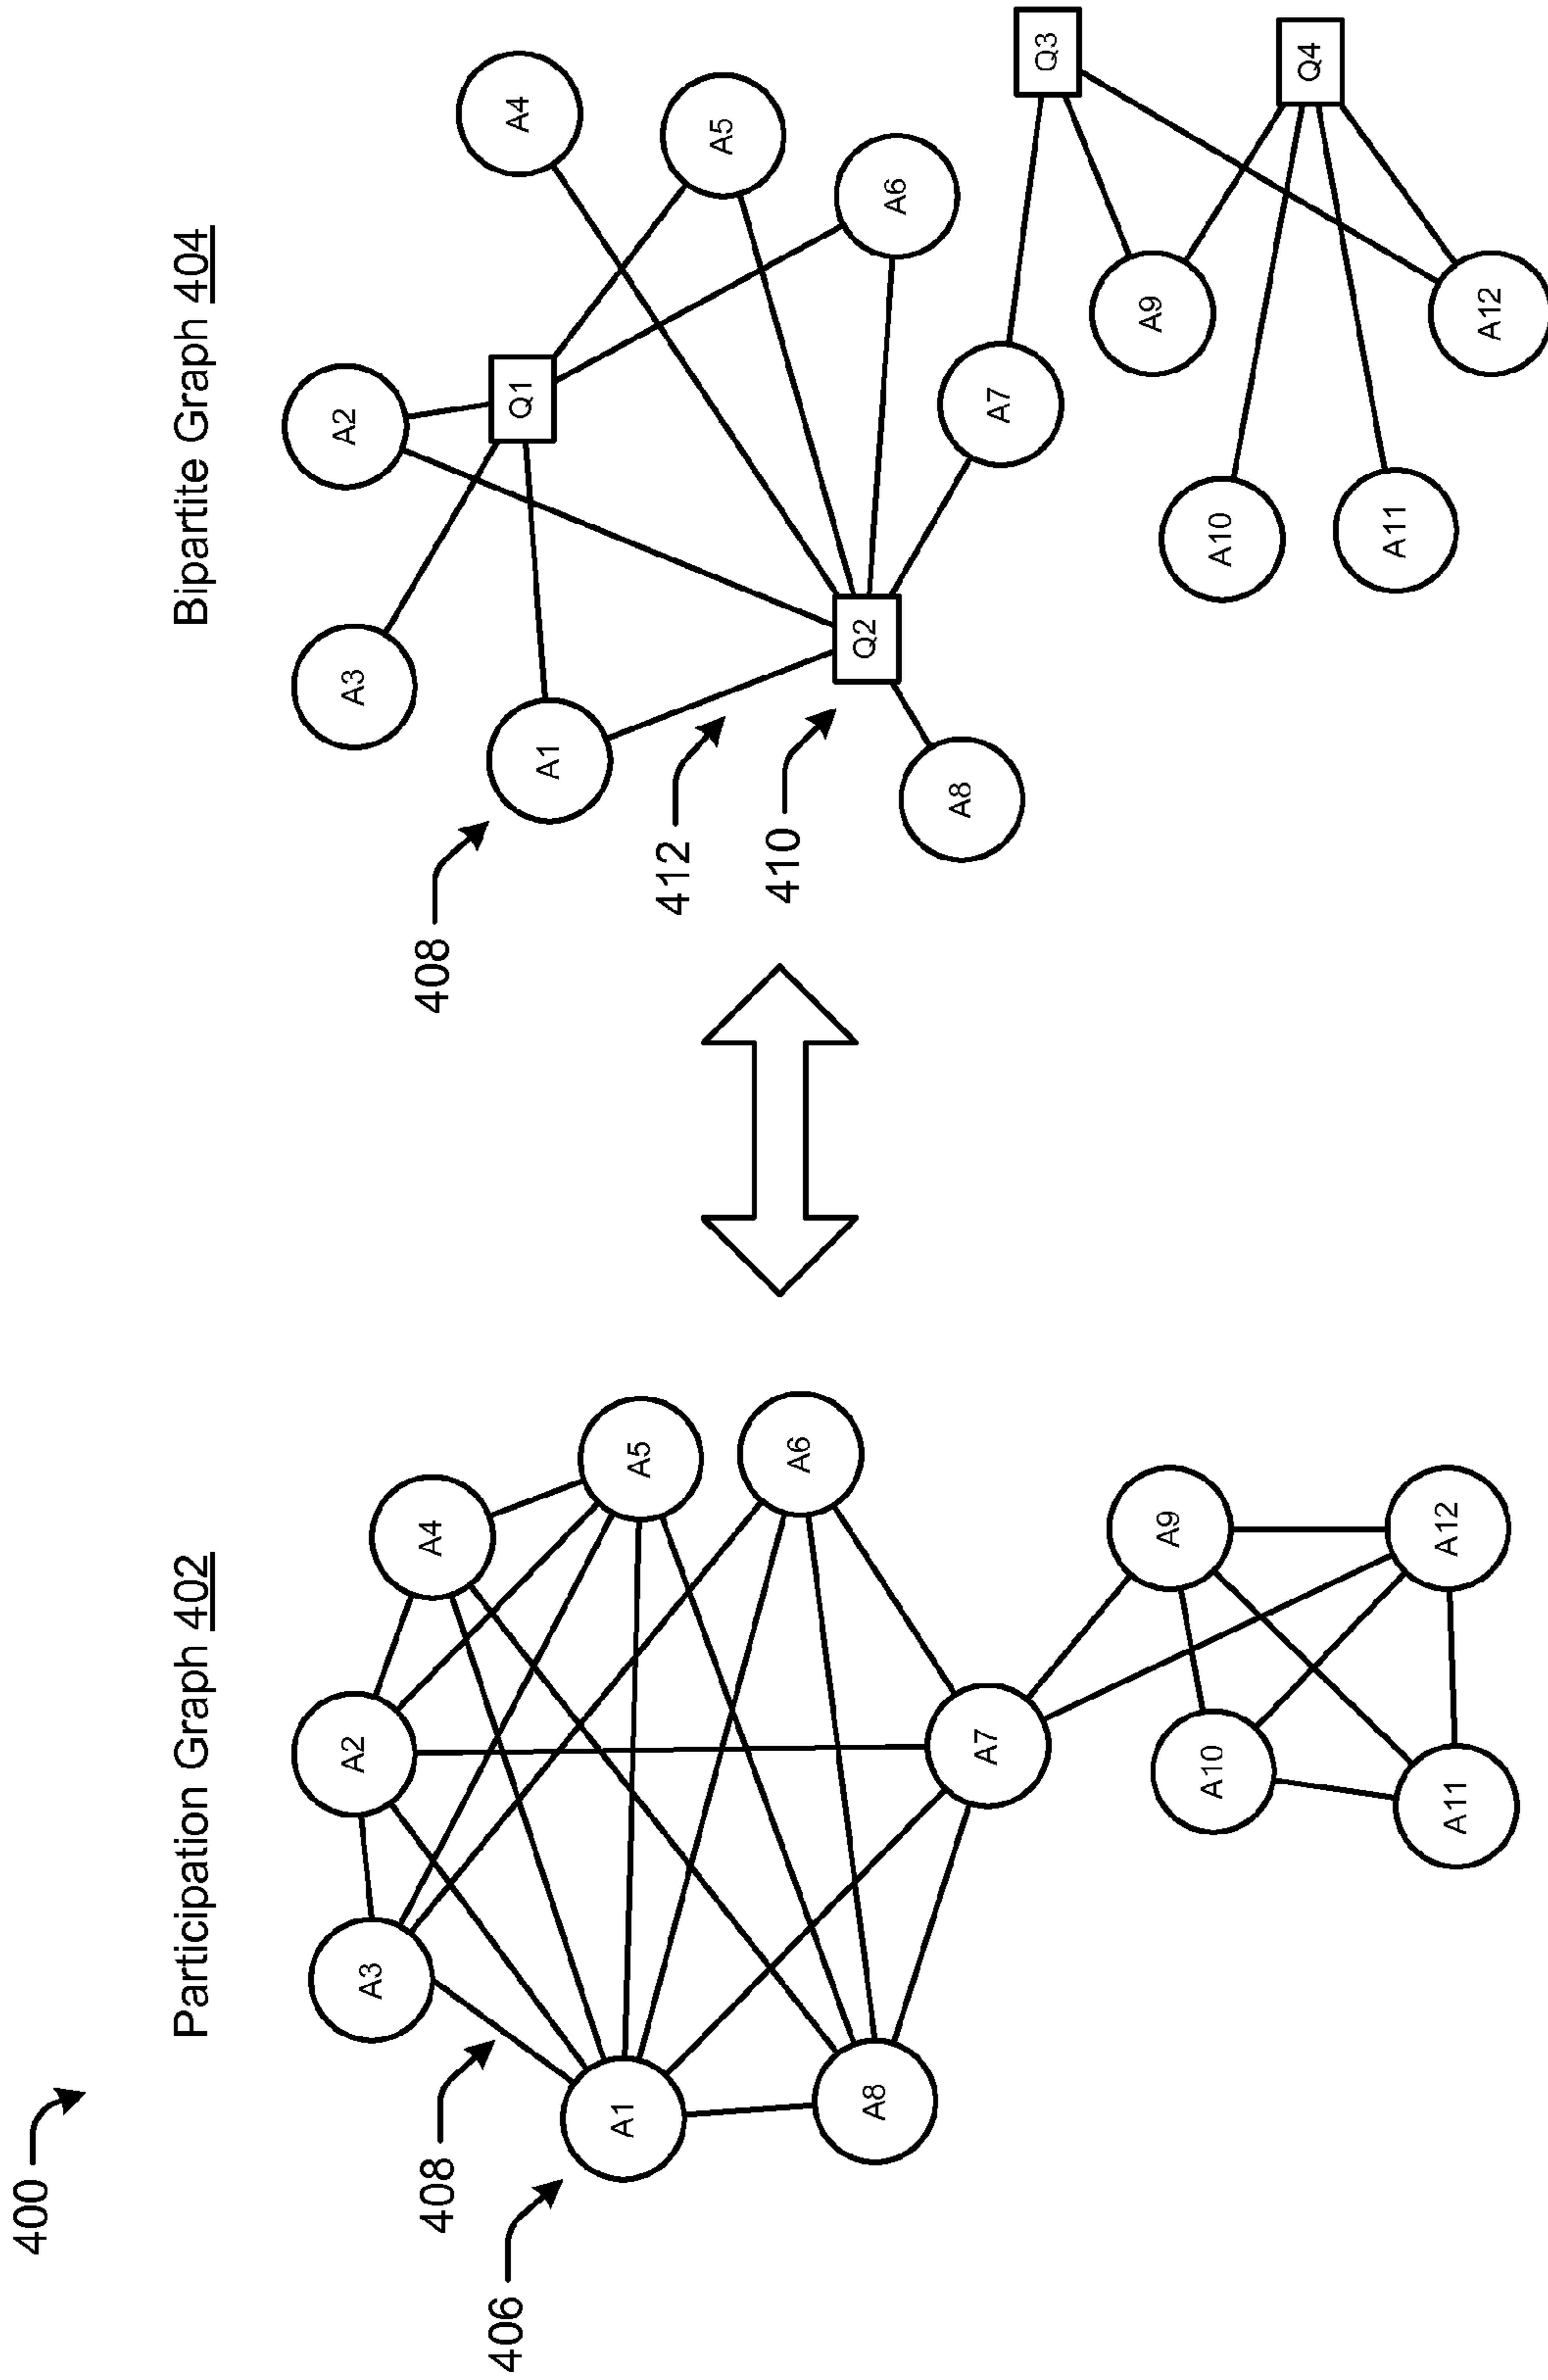 400
Participation Graph 402
Bipartite Graph 404
406
408
A3
A2
A4
A1
A5
A6
A8
A7
A10
A9
A11
A12
408
412
410
A3
A2
A4
A1
Q1
A5
A8
Q2
A6
A7
Q3
A9
A10
Q4
A11
A12